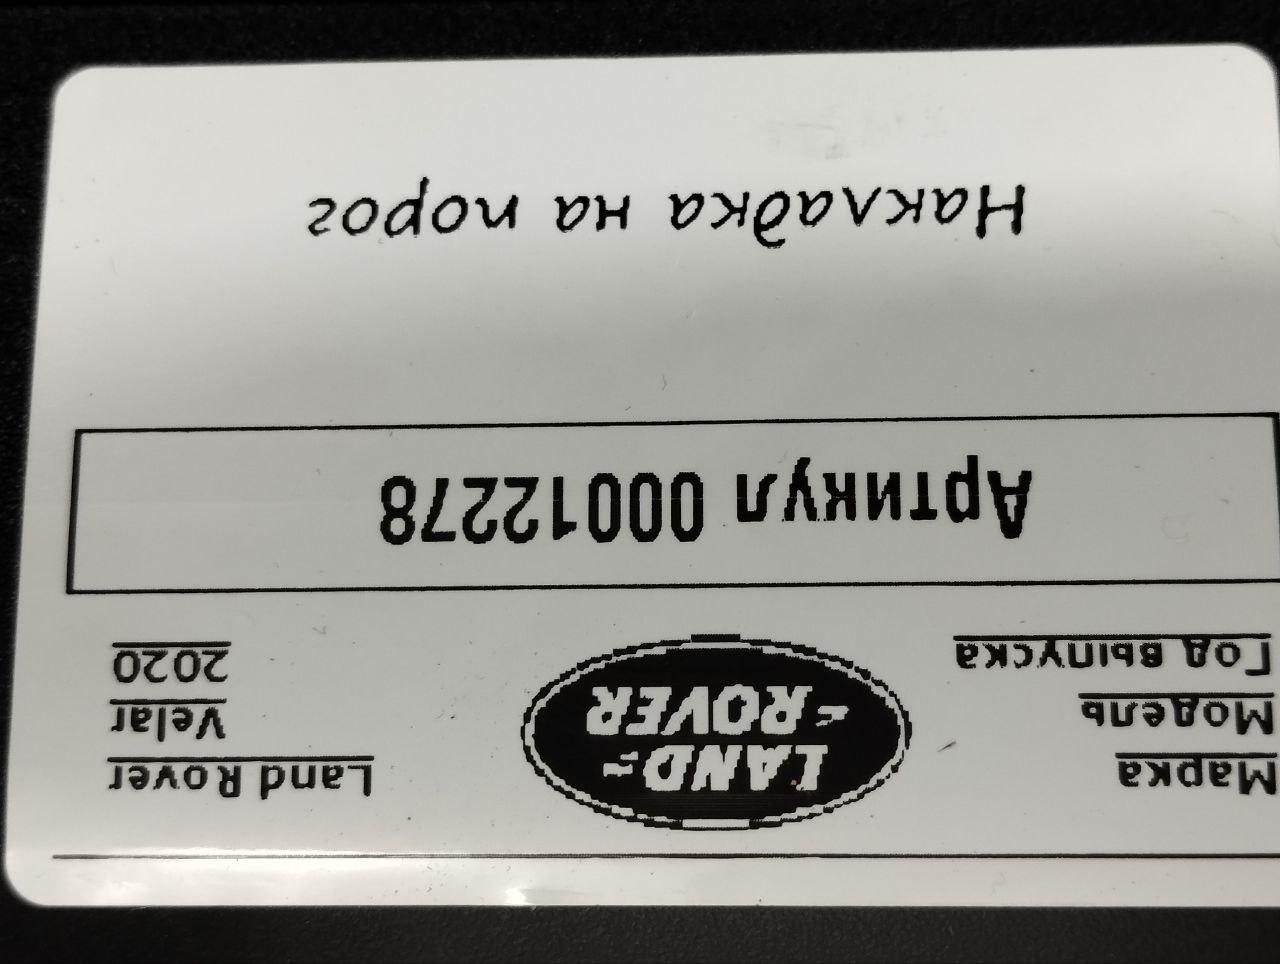 Марка
LAND-
-ROVER
Land Rover
Модель
Velar
Год выпуска
2020
Артикул 00012278
Накладка на порог